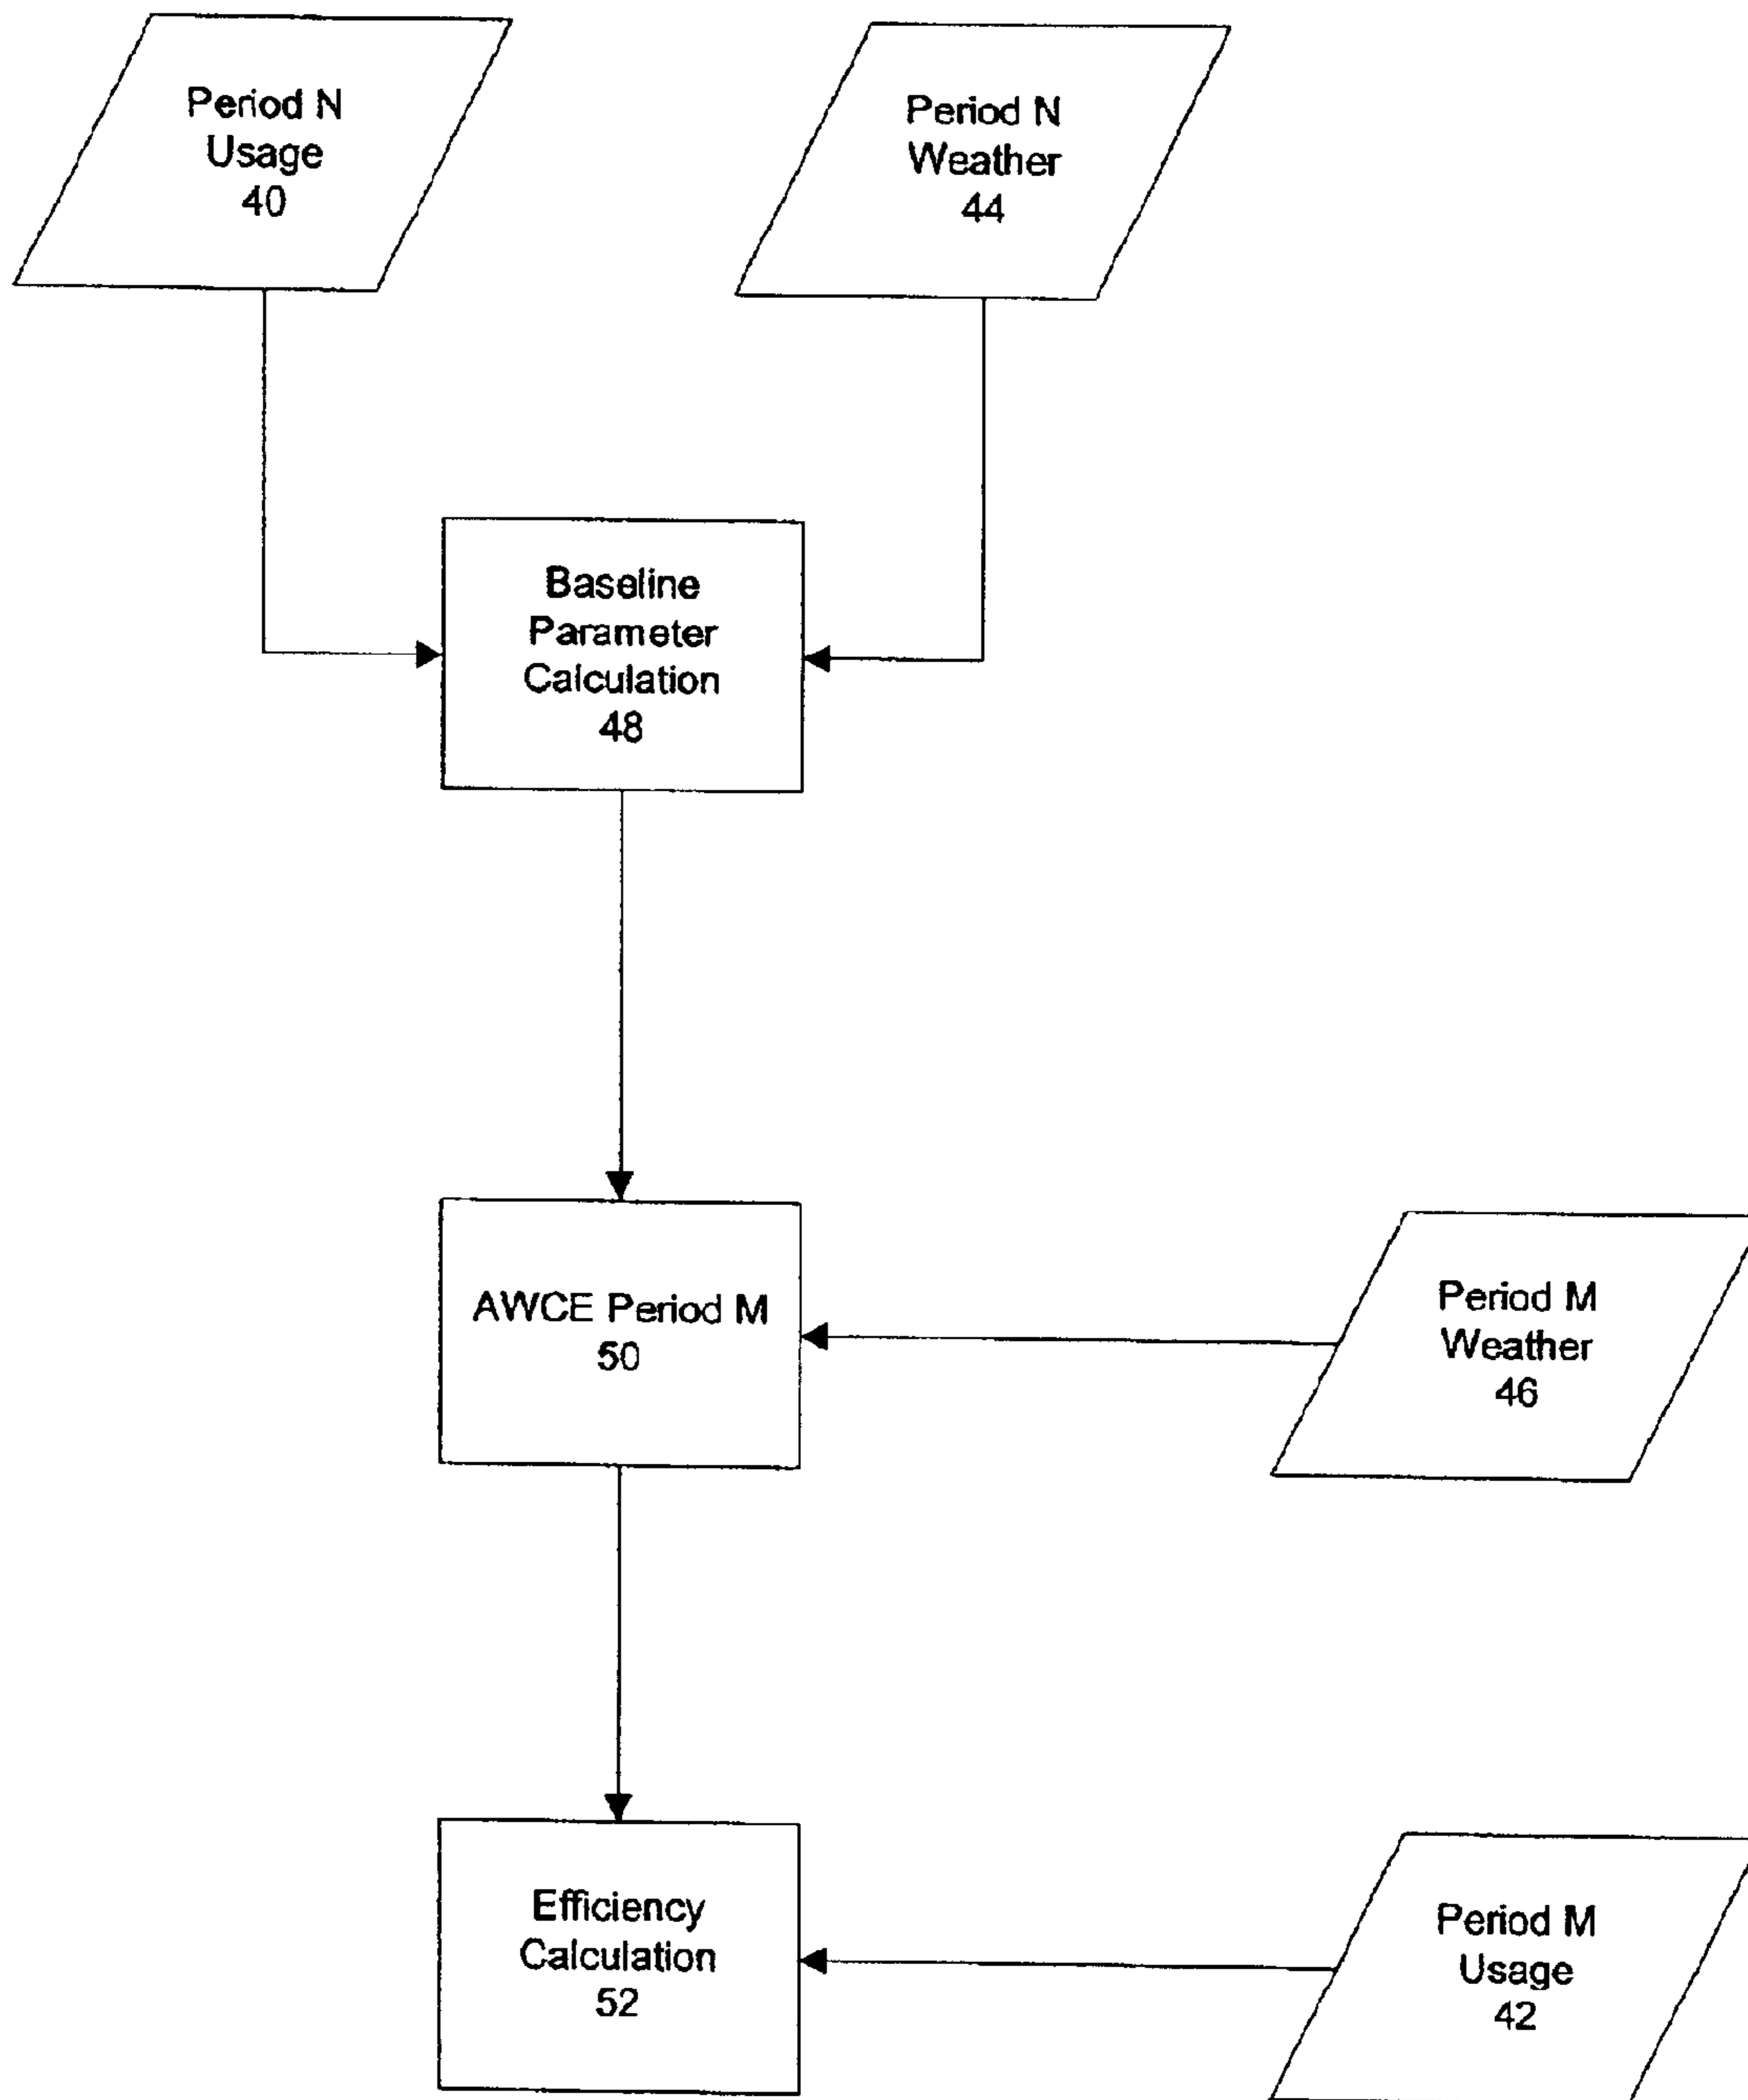 Period N
Usage
40
Period N
Weather
44
Baseline
Parameter
Calculation
48
AWCE Period M
50
Period M
Weather
46
Efficiency
Calculation
52
Period M
Usage
42